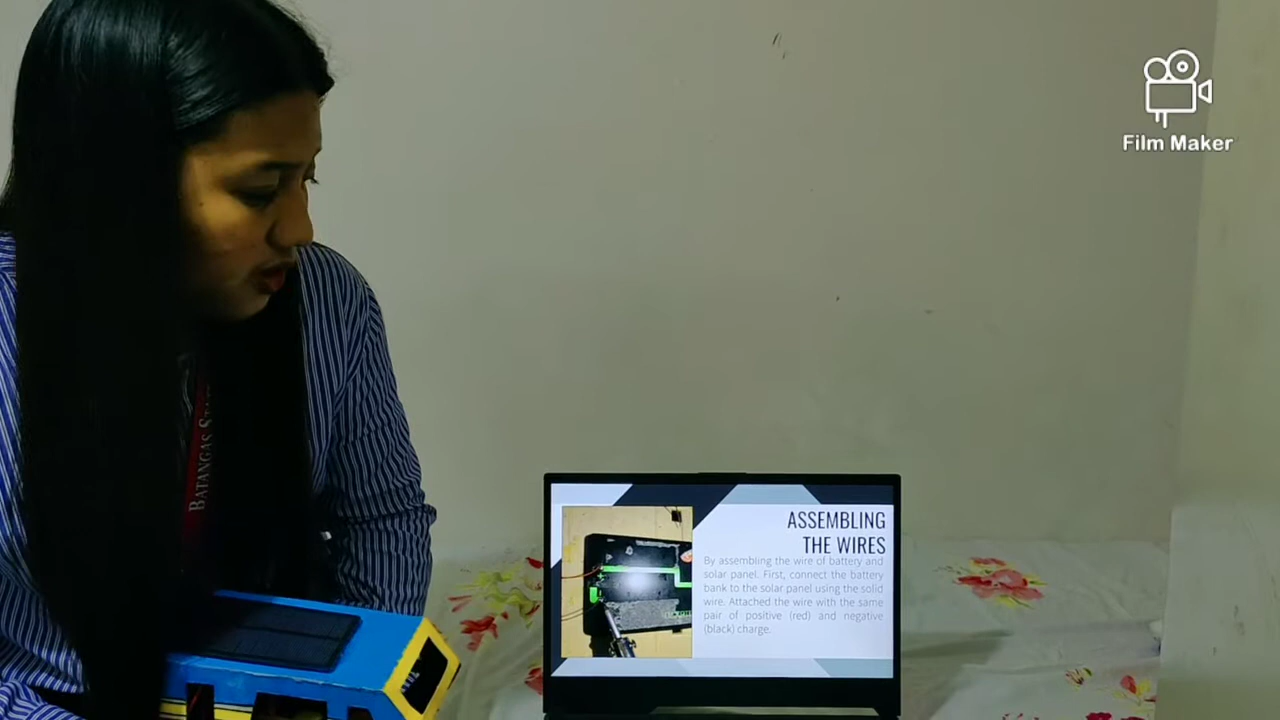 Film Maker
BATANGAS
ASSEMBLING
THE WIRES
By assembling the wire of battery and
solar panel. First, connect the battery
bank to the solar panel using the solid
wire. Attached the wire with the same
pair of positive (red) and negative
(black) charge.